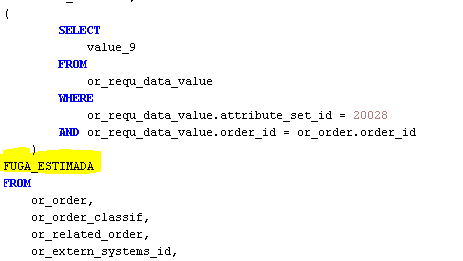 (
SELECT
value_9
FROM
or_requ_data_value
WHERE
or_requ_data_value.attribute_set_id = 20028
AND or_requ_data_value.order_id = or_order.order_id
)
FUGA_ESTIMADA
FROM
or_order,
or_order_classif,
or_related_order,
or_extern_systems_id,